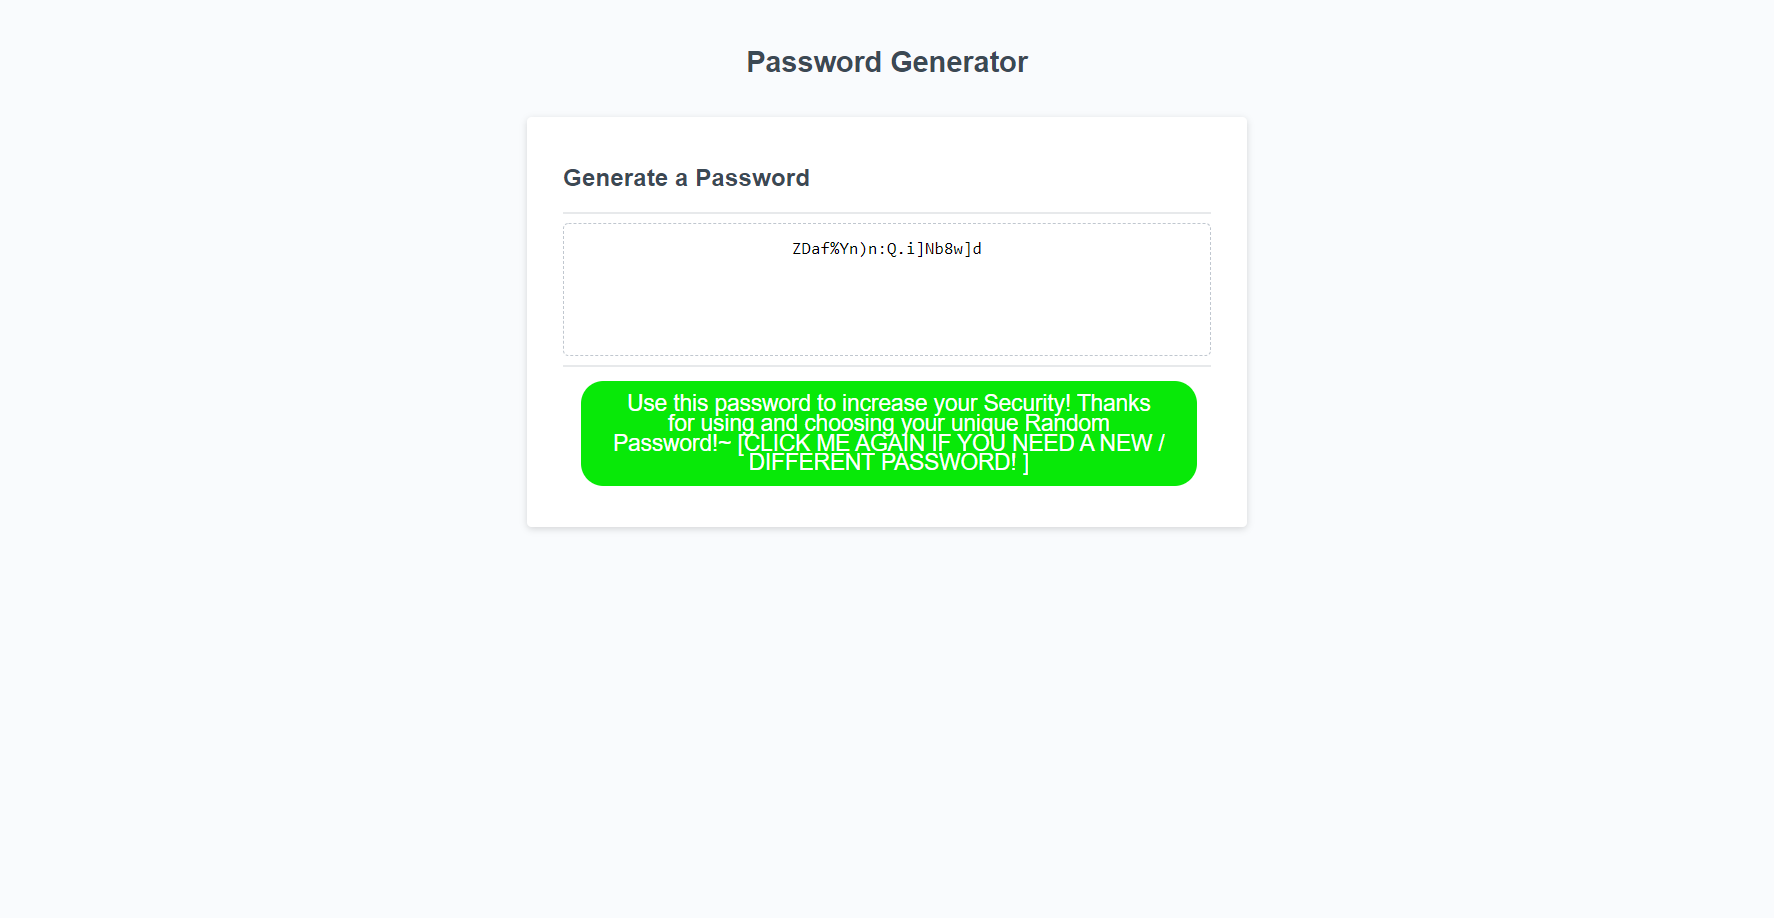 Password Generator
Generate a Password
ZDaf%Yn)n:Q.i]Nb8w]d
Use this password to increase your Security! Thanks
for using and choosing your unique Random
Password!~ [CLICK ME AGAIN IF YOU NEED A NEW /
DIFFERENT PASSWORD! ]